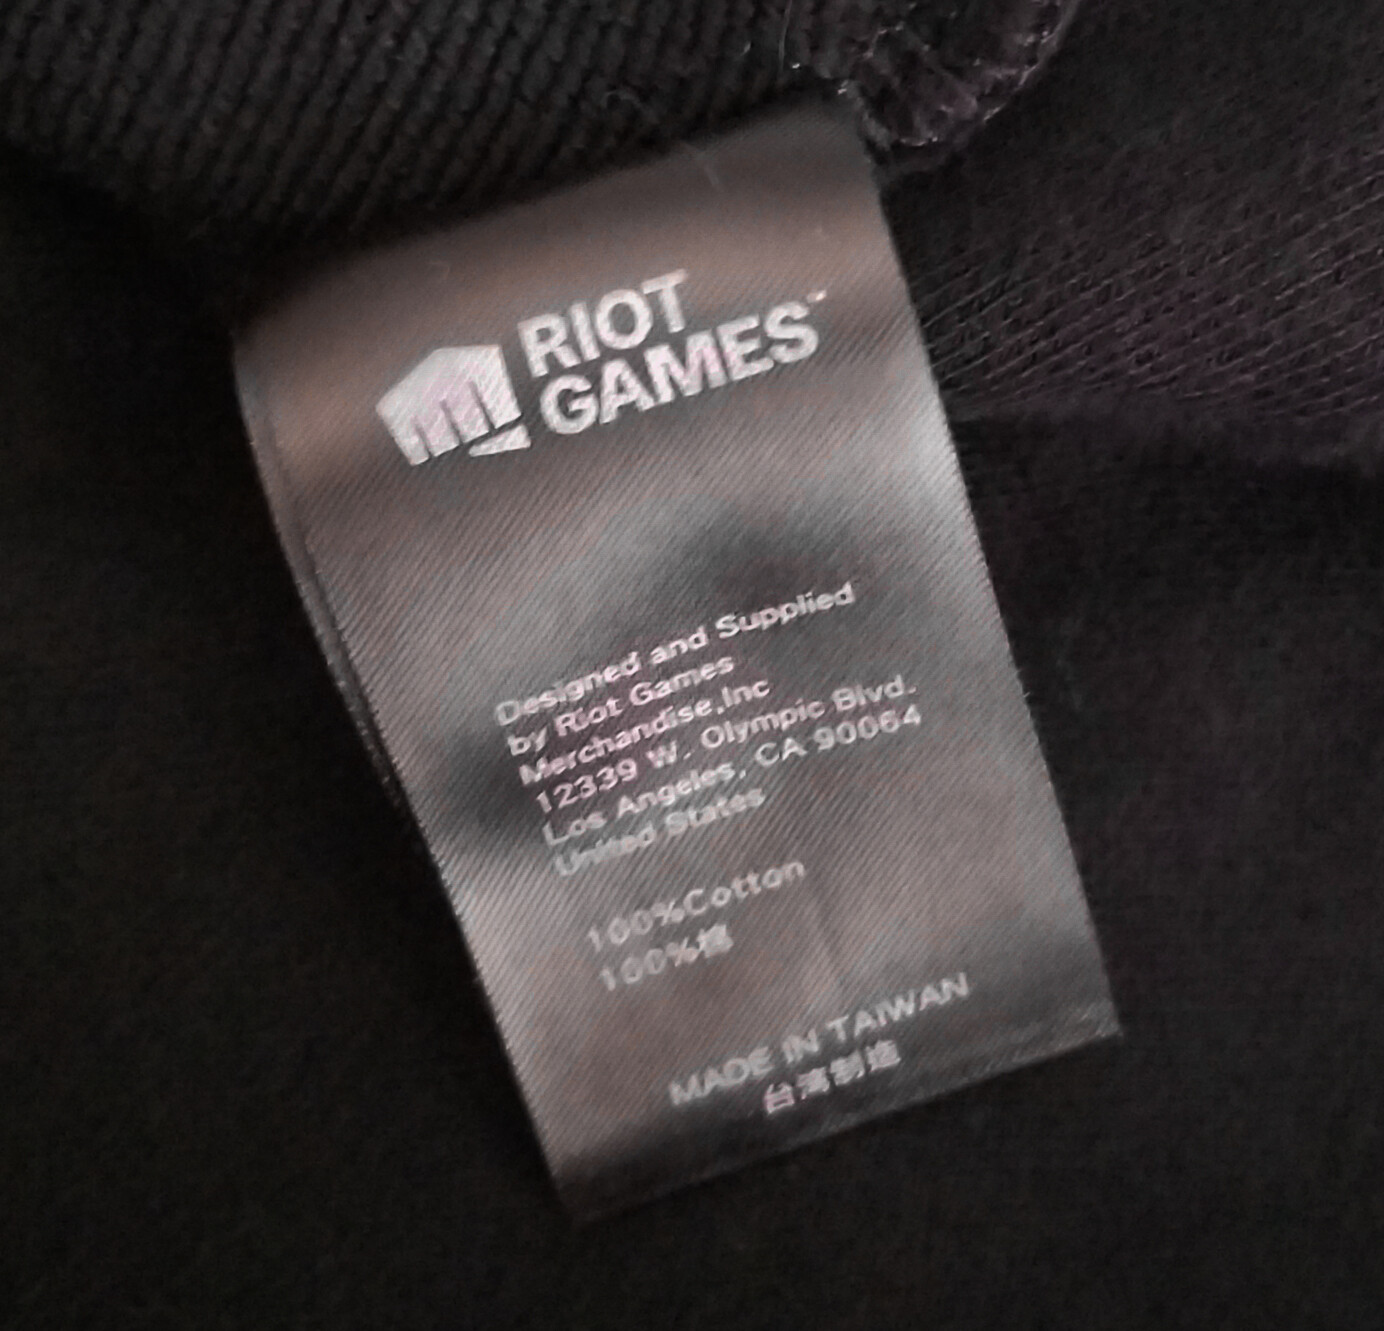 RIOT
GAMES™
Designed and Supplied
by Riot Games
Merchandise,Inc
12339 W. Olympic Blvd.
Los Angeles, CA 90064
United States
100%Cotton
100%棉
MADE IN TAIWAN
台湾制造